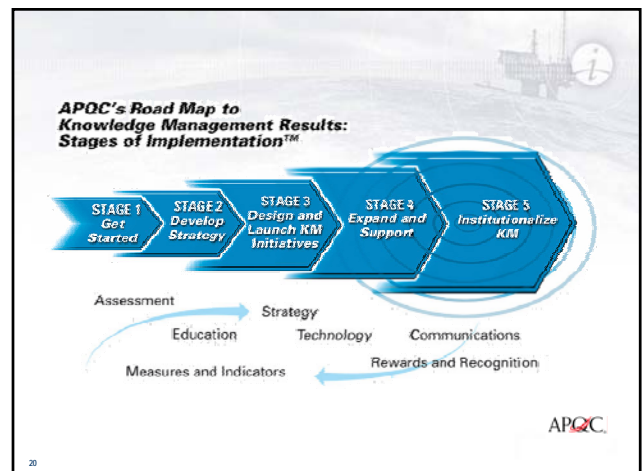 APQC's Road Map to
Knowledge Management Results:
Stages of Implementation™
STAGE 1
Get
Started
STAGE 2
Develop
Strategy
STAGE 3
Design and
Launch KM
Initiatives
STAGE 4
Expand and
Support
STAGE 5
Institutionalize
KM
Assessment
Strategy
Education
Technology
Communications
Measures and Indicators
Rewards and Recognition
APQC
20